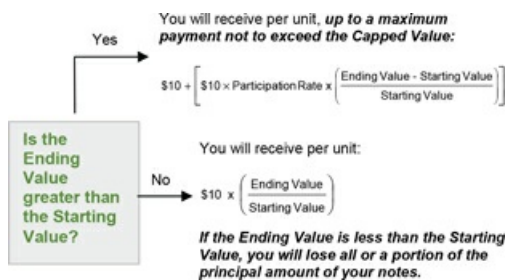 You will receive per unit, up to a maximum
payment not to exceed the Capped Value:
Yes
$10 + [ $10 × Participation Rate x ( Ending Value - Starting Value / Starting Value ) ]
Is the
Ending
Value
greater than
the Starting
Value?
You will receive per unit:
No
$10 x ( Ending Value / Starting Value )
If the Ending Value is less than the Starting
Value, you will lose all or a portion of the
principal amount of your notes.